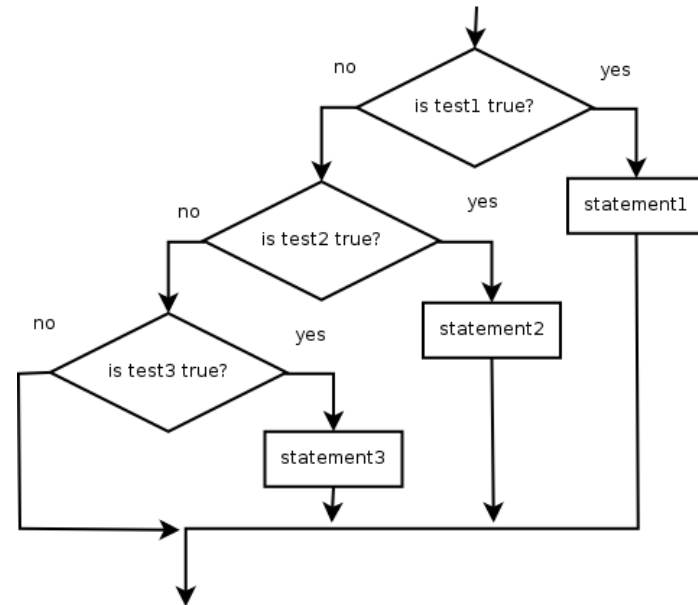 no
yes
is test1 true?
statement1
no
yes
is test2 true?
statement2
no
yes
is test3 true?
statement3